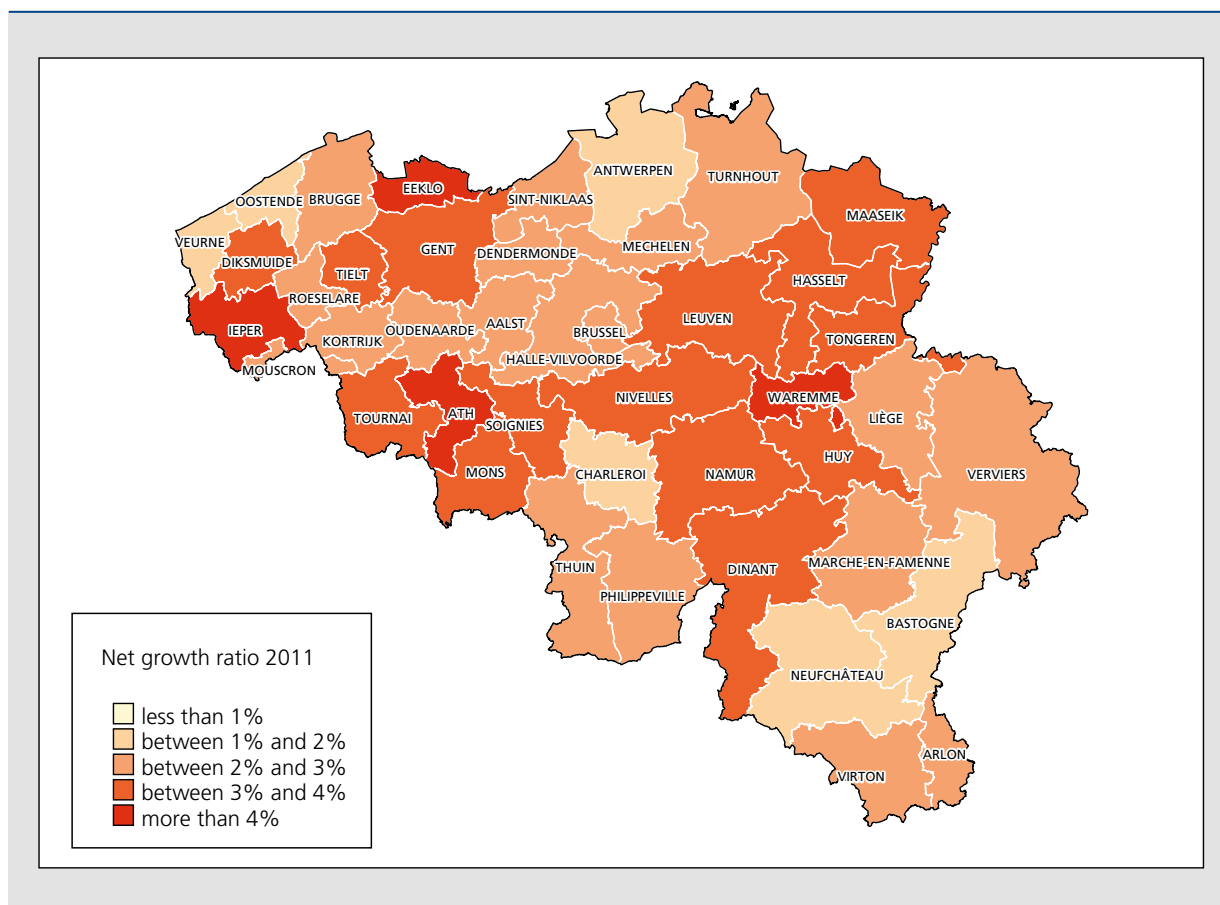 ANTWERPEN
TURNHOUT
EEKLO
SINT-NIKLAAS
OOSTENDE
BRUGGE
MAASEIK
VEURNE
GENT
MECHELEN
DIKSMUIDE
DENDERMONDE
TIELT
HASSELT
ROESELARE
LEUVEN
IEPER
OUDENAARDE
AALST
BRUSSEL
KORTRIJK
TONGEREN
HALLE-VILVOORDE
MOUSCRON
NIVELLES
WAREMME
TOURNAI
ATH
SOIGNIES
LIÈGE
HUY
MONS
CHARLEROI
NAMUR
VERVIERS
THUIN
DINANT
MARCHE-EN-FAMENNE
PHILIPPEVILLE
BASTOGNE
NEUFCHÂTEAU
ARLON
VIRTON
Net growth ratio 2011
less than 1%
between 1% and 2%
between 2% and 3%
between 3% and 4%
more than 4%